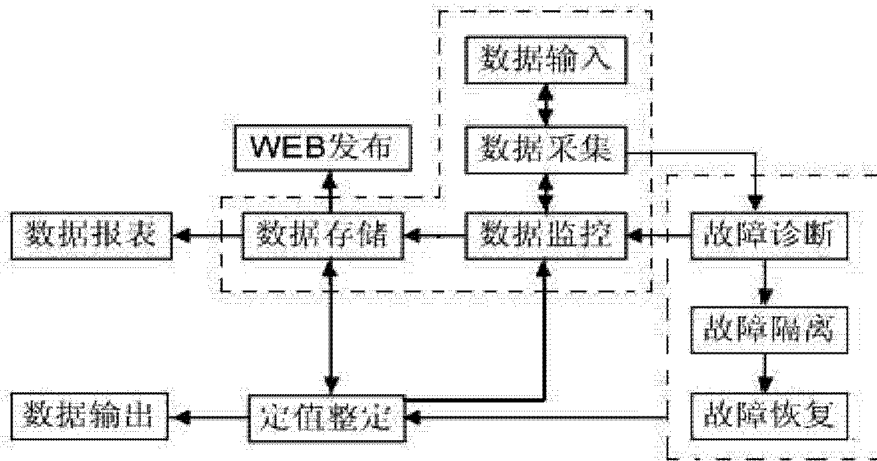 数据输入
WEB发布
数据采集
数据报表
数据存储
数据监控
故障诊断
故障隔离
数据输出
定值整定
故障恢复